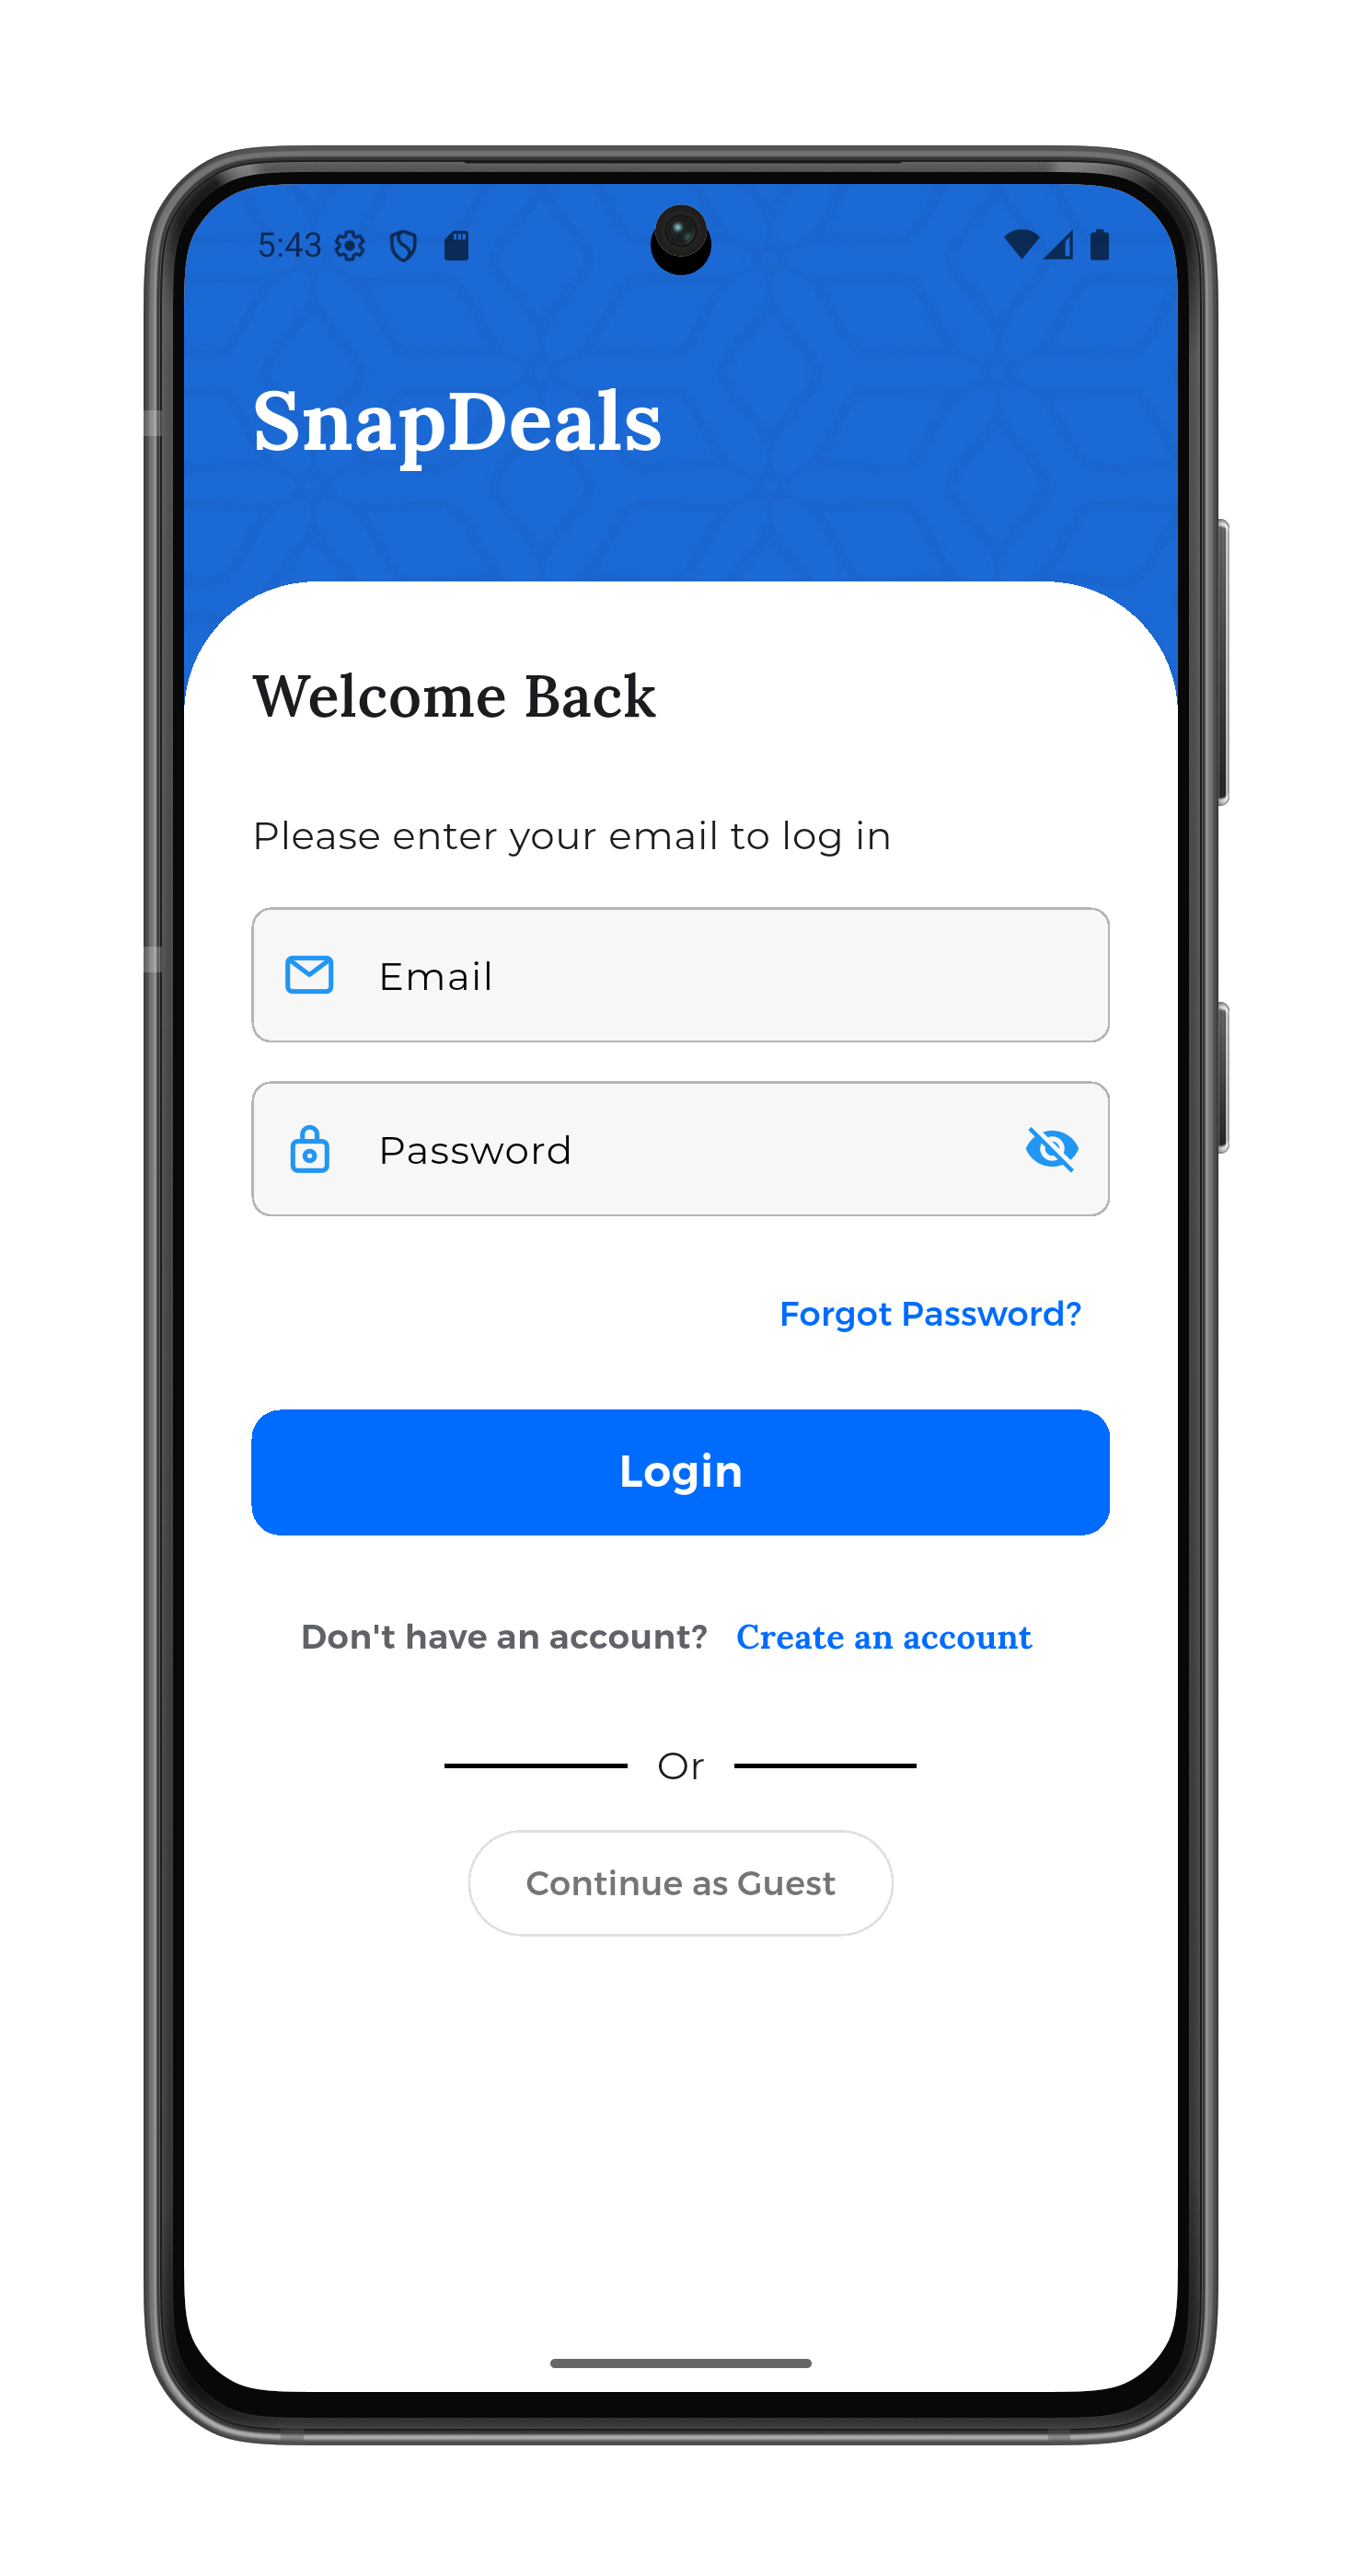 5:43
SnapDeals
Welcome Back
Please enter your email to log in
Email
Password
Forgot Password?
Login
Don't have an account? Create an account
Or
Continue as Guest